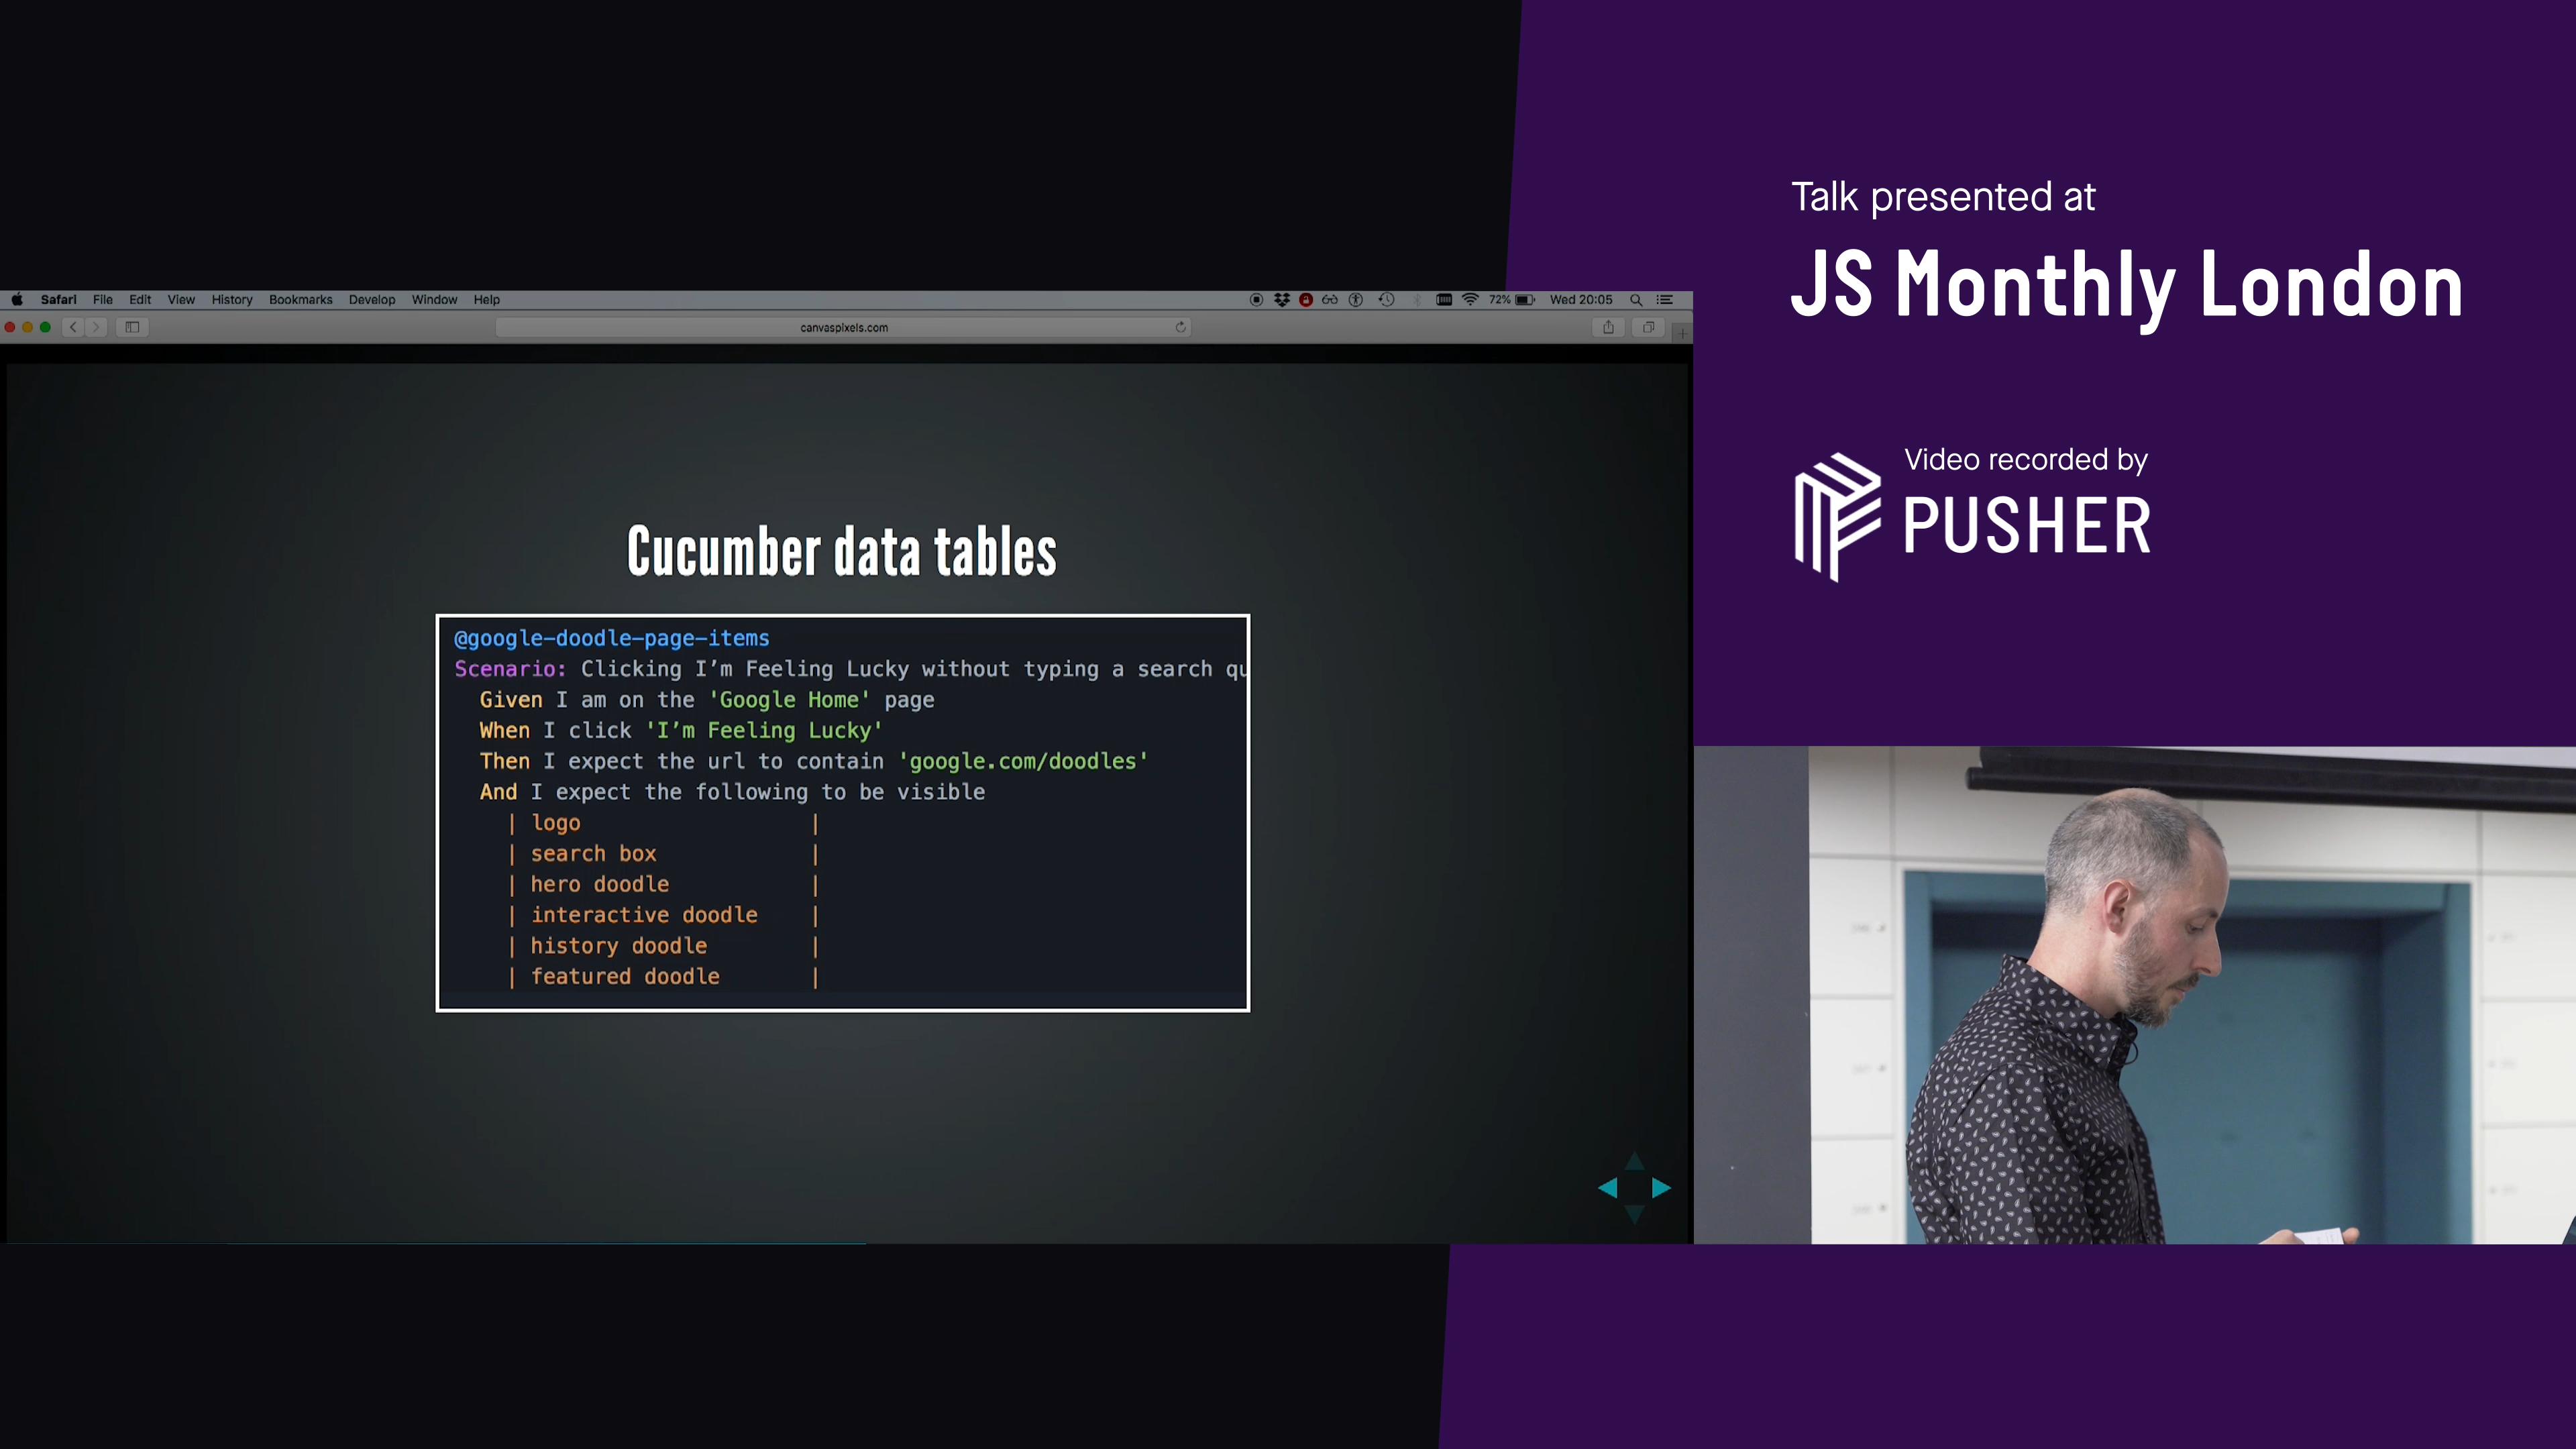 Safari File Edit View History Bookmarks Develop Window Help
72% Wed 20:05
canvaspixels.com
Cucumber data tables
@google-doodle-page-items
Scenario: Clicking I’m Feeling Lucky without typing a search qu
Given I am on the 'Google Home' page
When I click 'I’m Feeling Lucky'
Then I expect the url to contain 'google.com/doodles'
And I expect the following to be visible
| logo |
| search box |
| hero doodle |
| interactive doodle |
| history doodle |
| featured doodle |
Talk presented at
JS Monthly London
Video recorded by
PUSHER